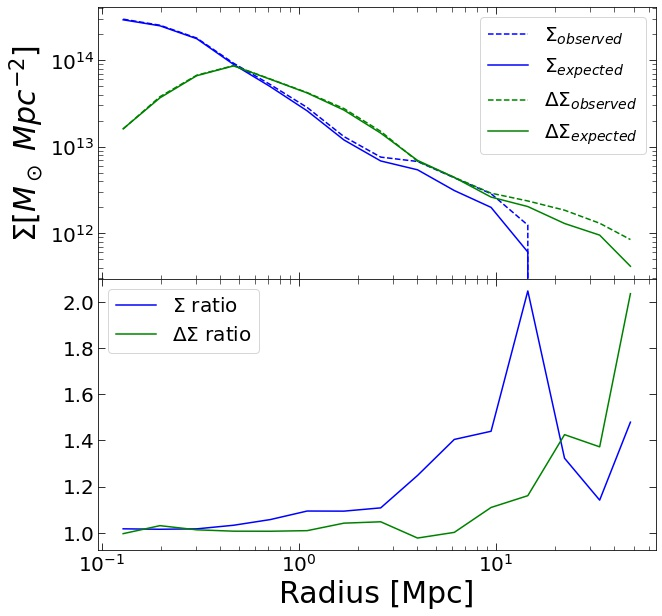 10¹⁴
10¹³
10¹²
Σ[M⊙ Mpc⁻²]
Σobserved
Σexpected
ΔΣobserved
ΔΣexpected
2.0
1.8
1.6
1.4
1.2
1.0
Σ ratio
ΔΣ ratio
10⁻¹ 10⁰ 10¹
Radius [Mpc]